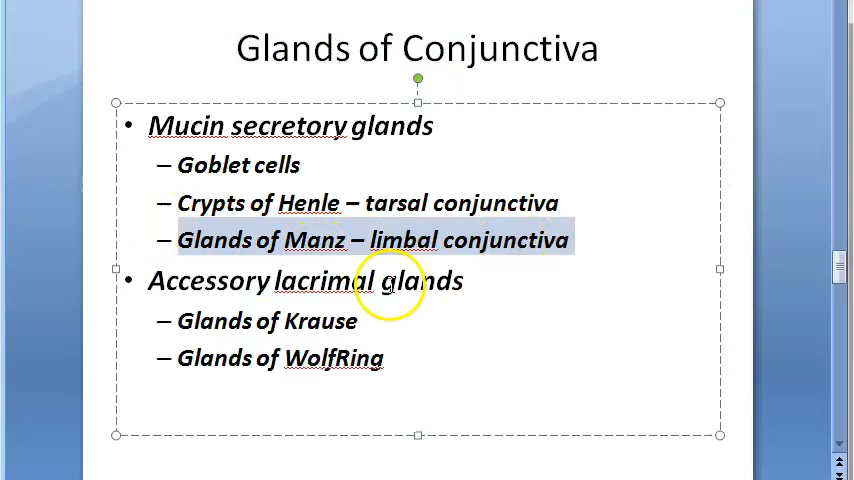 Glands of Conjunctiva
• Mucin secretory glands
– Goblet cells
– Crypts of Henle – tarsal conjunctiva
– Glands of Manz – limbal conjunctiva
• Accessory lacrimal glands
– Glands of Krause
– Glands of WolfRing